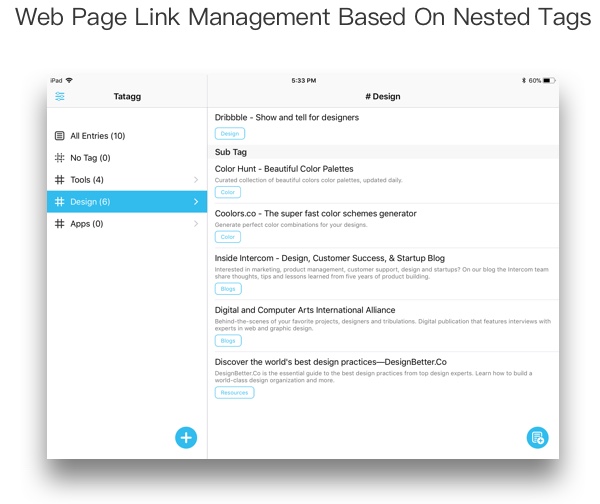 Web Page Link Management Based On Nested Tags
iPad
5:33 PM
60%
Tatagg
# Design
All Entries (10)
No Tag (0)
Tools (4)
Design (6)
Apps (0)
Dribbble - Show and tell for designers
Design
Sub Tag
Color Hunt - Beautiful Color Palettes
Curated collection of beautiful colors color palettes, updated daily.
Color
Coolors.co - The super fast color schemes generator
Generate perfect color combinations for your designs.
Color
Inside Intercom - Design, Customer Success, & Startup Blog
Interested in marketing, product management, customer support, design and startups? On our blog the Intercom team
share thoughts, tips and lessons learned from five years of product building.
Blogs
Digital and Computer Arts International Alliance
Behind-the-scenes of your favorite projects, designers and tribulations. Digital publication that features interviews with
experts in web and graphic design.
Blogs
Discover the world's best design practices—DesignBetter.Co
DesignBetter.Co is the essential guide to the best design practices from top design experts. Learn how to build a
world-class design organization and more.
Resources